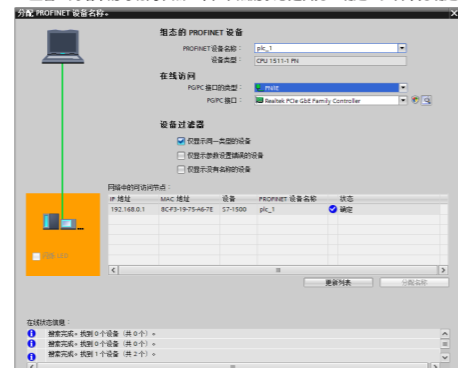 分配 PROFINET 设备名称。
组态的 PROFINET 设备
PROFINET 设备名称： plc_1
设备类型： CPU 1511-1 PN
在线访问
PG/PC 接口的类型： PN/IE
PG/PC 接口： Realtek PCIe GbE Family Controller
设备过滤器
仅显示同一类型的设备
仅显示参数设置错误的设备
仅显示没有名称的设备
网络中的可访问节点：
IP 地址 MAC 地址 设备 PROFINET 设备名称 状态
192.168.0.1 8C-F3-19-75-A6-7E S7-1500 plc_1 确定
闪烁 LED
更新列表 分配名称
在线状态信息：
搜索完成。找到 0 个设备（共 0 个）。
搜索完成。找到 0 个设备（共 0 个）。
搜索完成。找到 1 个设备（共 2 个）。